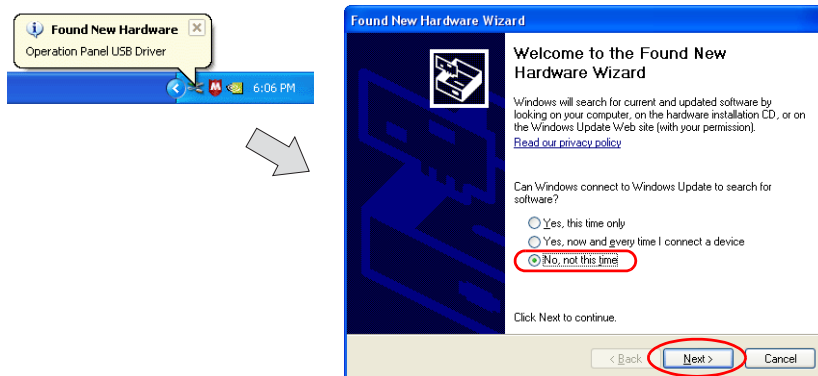 Found New Hardware
Operation Panel USB Driver
6:06 PM
Found New Hardware Wizard
Welcome to the Found New
Hardware Wizard
Windows will search for current and updated software by
looking on your computer, on the hardware installation CD, or on
the Windows Update Web site (with your permission).
Read our privacy policy
Can Windows connect to Windows Update to search for
software?
Yes, this time only
Yes, now and every time I connect a device
No, not this time
Click Next to continue.
< Back
Next >
Cancel